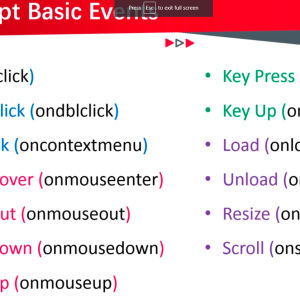 pt Basic Events
Press Esc to exit full screen
click)
lick (ondblclick)
k (oncontextmenu)
over (onmouseenter)
ut (onmouseout)
own (onmousedown)
p (onmouseup)
• Key Press
• Key Up (on
• Load (onlo
• Unload (on
• Resize (on
• Scroll (ons